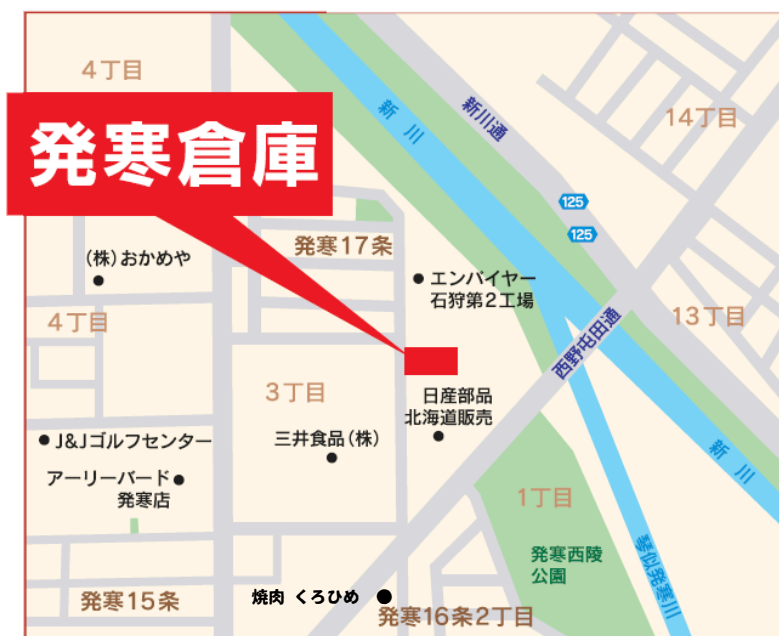 4丁目
新川
新川通
14丁目
発寒倉庫
125
125
(株)おかめや
発寒17条
エンバイヤー
石狩第2工場
4丁目
西野屯田通
13丁目
3丁目
日産部品
北海道販売
J&Jゴルフセンター
三井食品(株)
新川
アーリーバード
発寒店
1丁目
発寒西陵
公園
琴似発寒川
発寒15条
焼肉 くろひめ
発寒16条2丁目